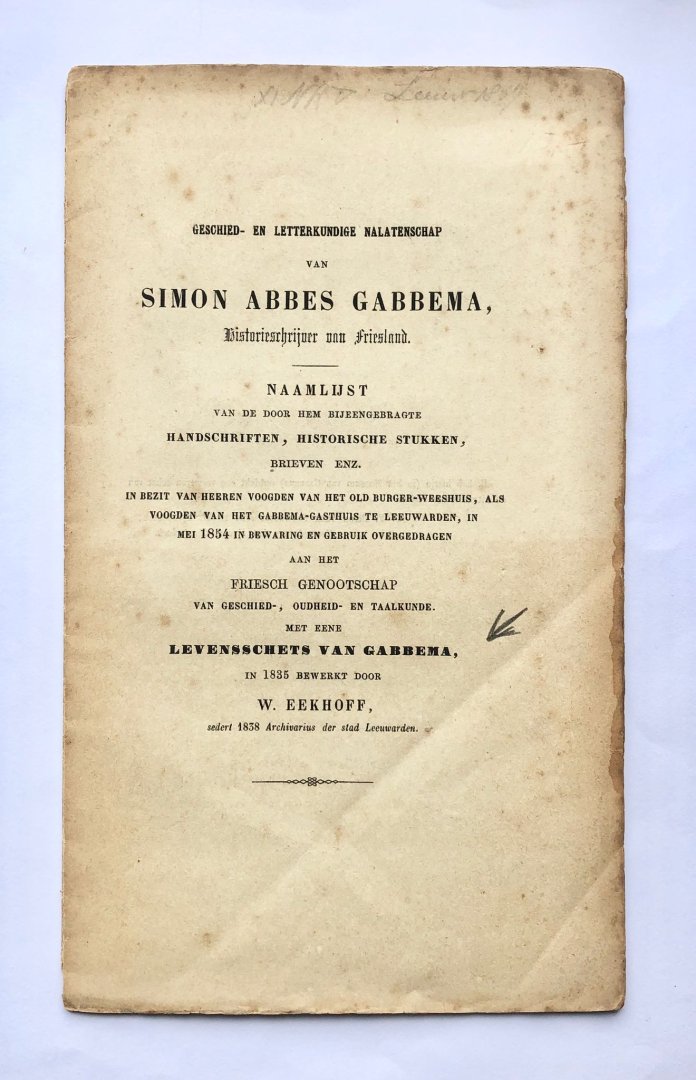 GESCHIED- EN LETTERKUNDIGE NALATENSCHAP
VAN
SIMON ABBES GABBEMA,
Historieschrijver van Friesland.
NAAMLIJST
VAN DE DOOR HEM BIJEENGEBRAGTE
HANDSCHRIFTEN, HISTORISCHE STUKKEN,
BRIEVEN ENZ.
IN BEZIT VAN HEEREN VOOGDEN VAN HET OLD BURGER-WEESHUIS, ALS
VOOGDEN VAN HET GABBEMA-GASTHUIS TE LEEUWARDEN, IN
MEI 1854 IN BEWARING EN GEBRUIK OVERGEDRAGEN
AAN HET
FRIESCH GENOOTSCHAP
VAN GESCHIED-, OUDHEID- EN TAALKUNDE.
MET EENE
LEVENSSCHETS VAN GABBEMA,
IN 1835 BEWERKT DOOR
W. EEKHOFF,
sedert 1838 Archivarius der stad Leeuwarden.